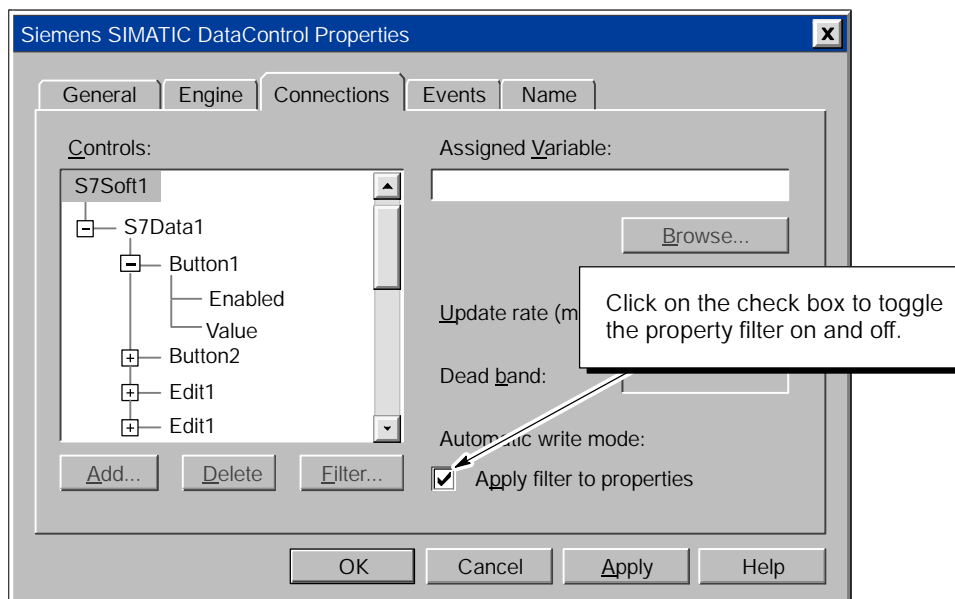 Siemens SIMATIC DataControl Properties
General Engine Connections Events Name
Controls:
S7Soft1
S7Data1
Button1
Enabled
Value
Button2
Edit1
Edit1
Add... Delete Filter...
Assigned Variable:
Browse...
Update rate (m
Dead band:
Automatic write mode:
Apply filter to properties
Click on the check box to toggle
the property filter on and off.
OK Cancel Apply Help